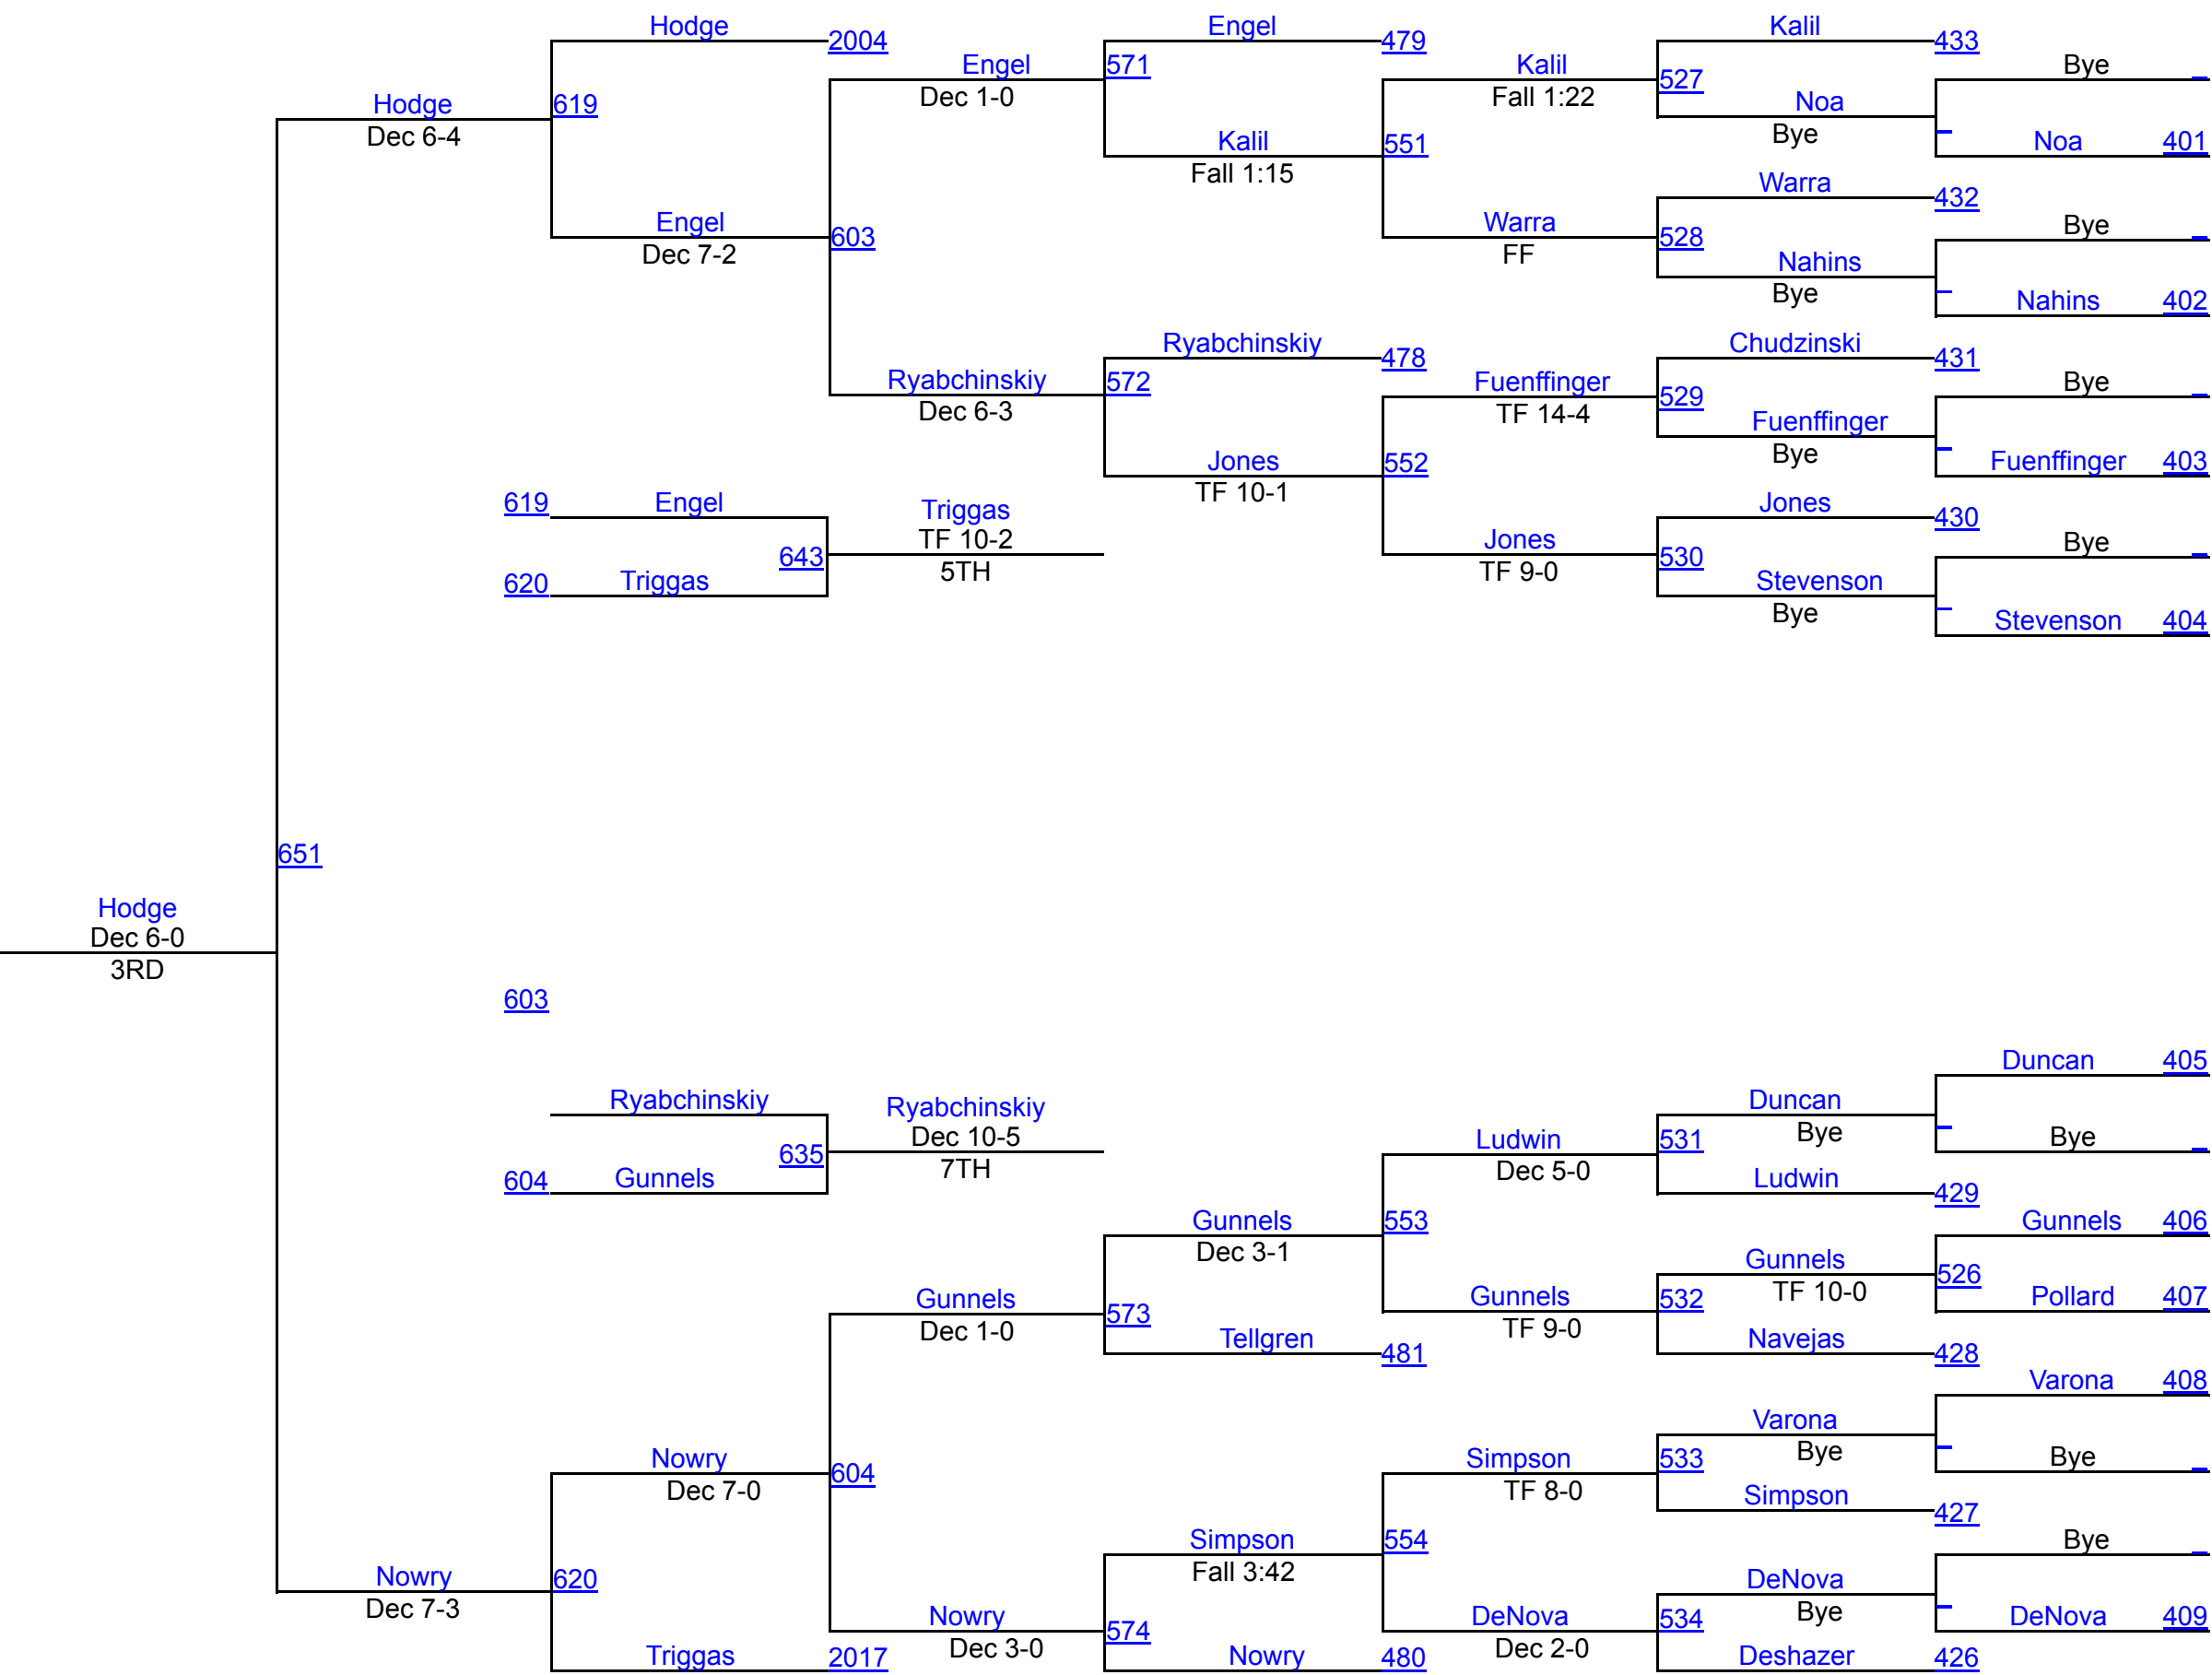 Hodge
2004
Engel
479
Kalil
433
Engel
571
Dec 1-0
Kalil
527
Fall 1:22
Bye
Hodge
619
Dec 6-4
Noa
Bye
Kalil
551
Fall 1:15
Noa 401
Warra
432
Engel
603
Dec 7-2
Warra
528
FF
Bye
Nahins
Bye
Nahins 402
Ryabchinskiy
478
Chudzinski
431
Ryabchinskiy
572
Dec 6-3
Fuenffinger
529
TF 14-4
Bye
Fuenffinger
Bye
Jones
552
TF 10-1
Fuenffinger 403
619 Engel
Triggas
TF 10-2
643
5TH
620 Triggas
Jones
430
Jones
530
TF 9-0
Bye
Stevenson
Bye
Stevenson 404
651
Hodge
Dec 6-0
3RD
603
Duncan 405
Ryabchinskiy
Ryabchinskiy
Dec 10-5
635
7TH
604 Gunnels
Duncan
Bye
Bye
Ludwin
531
Dec 5-0
Ludwin
429
Gunnels
553
Dec 3-1
Gunnels 406
Gunnels
526
TF 10-0
Gunnels
573
Dec 1-0
Gunnels
532
TF 9-0
Pollard 407
Tellgren
481
Navejas
428
Varona 408
Varona
Bye
Nowry
604
Dec 7-0
Simpson
533
TF 8-0
Bye
Simpson
427
Simpson
554
Fall 3:42
Bye
Nowry
620
Dec 7-3
DeNova
Bye
Nowry
574
Dec 3-0
DeNova
534
Dec 2-0
DeNova 409
Triggas
2017
Nowry
480
Deshazer
426